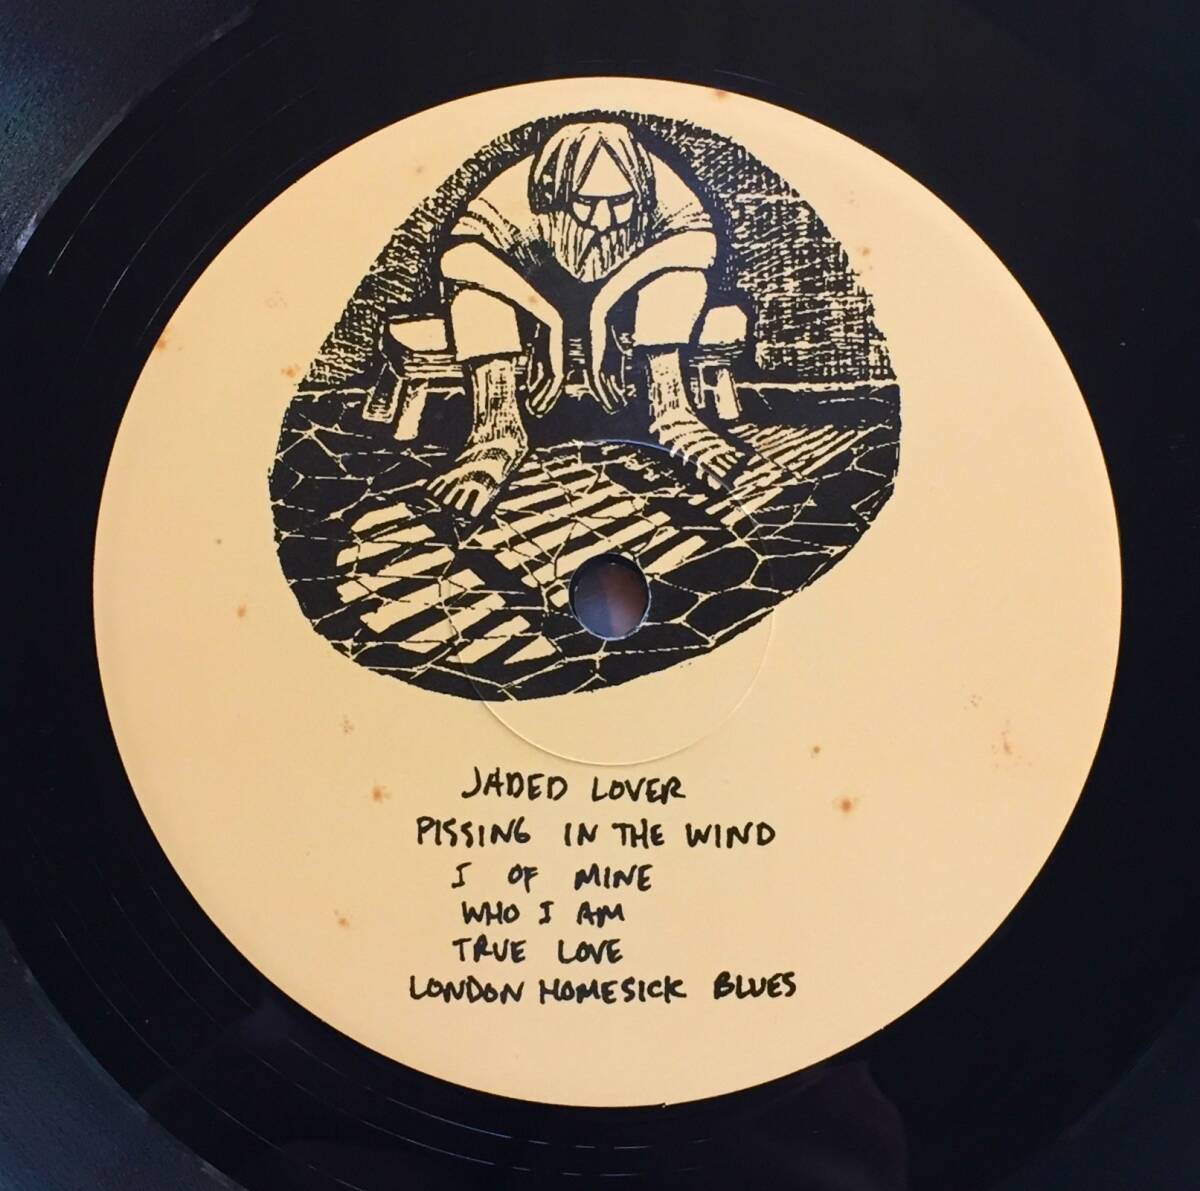 JADED LOVER
PISSING IN THE WIND
I OF MINE
WHO I AM
TRUE LOVE
LONDON HOMESICK BLUES